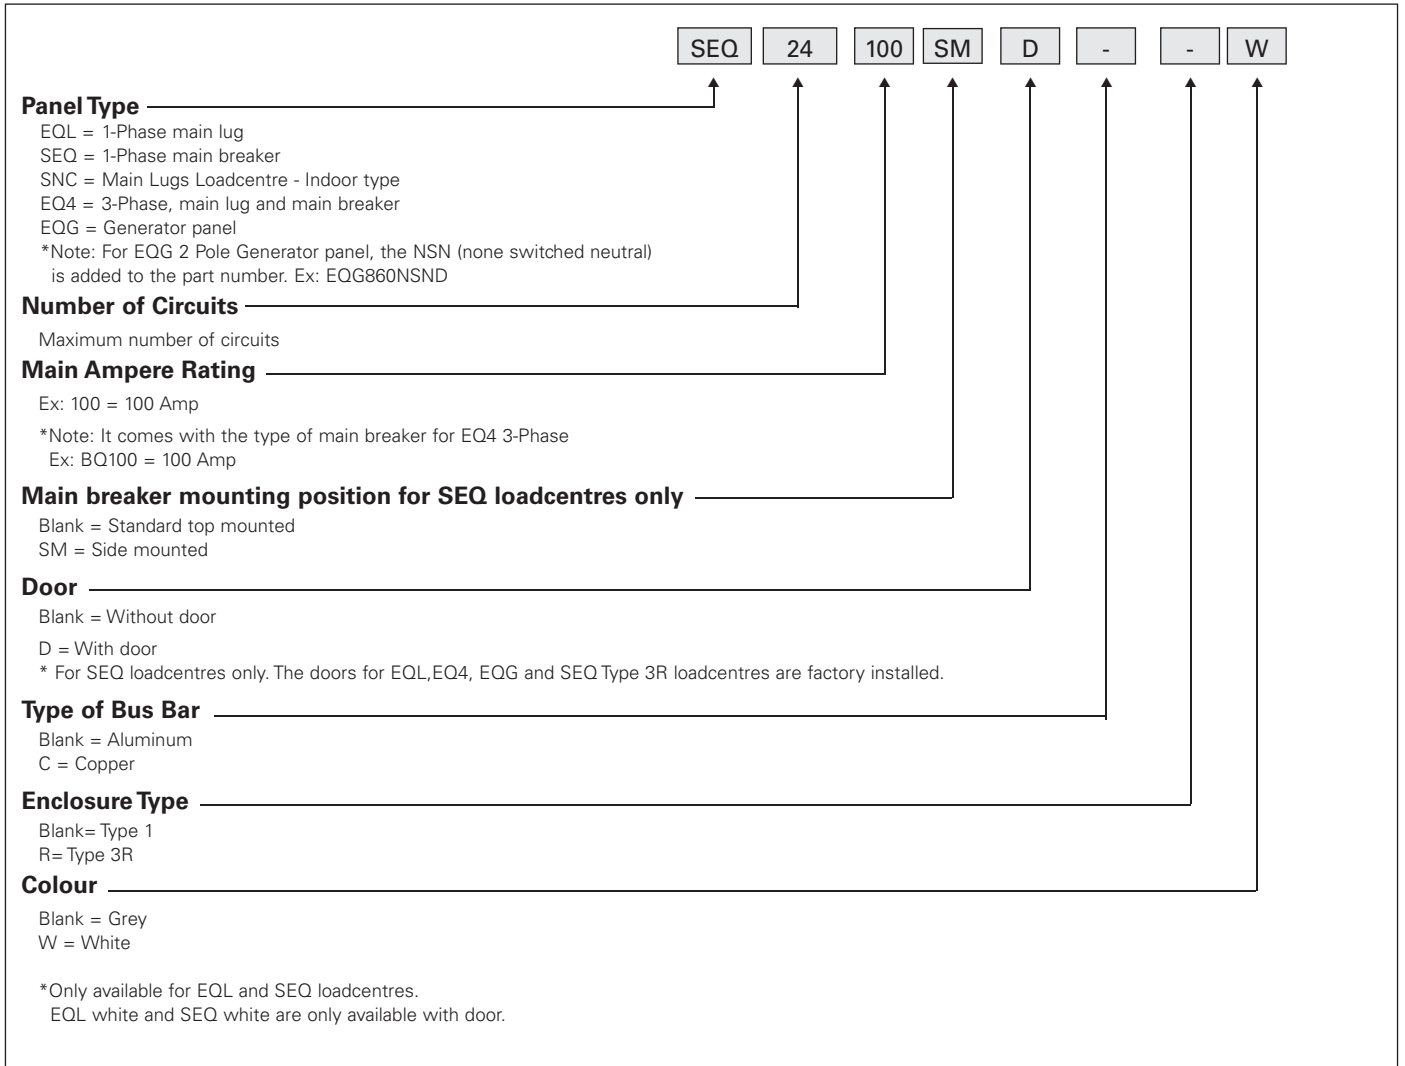 SEQ 24 100 SM D - - W
Panel Type
EQL = 1-Phase main lug
SEQ = 1-Phase main breaker
SNC = Main Lugs Loadcentre - Indoor type
EQ4 = 3-Phase, main lug and main breaker
EQG = Generator panel
*Note: For EQG 2 Pole Generator panel, the NSN (none switched neutral)
is added to the part number. Ex: EQG860NSND
Number of Circuits
Maximum number of circuits
Main Ampere Rating
Ex: 100 = 100 Amp
*Note: It comes with the type of main breaker for EQ4 3-Phase
Ex: BQ100 = 100 Amp
Main breaker mounting position for SEQ loadcentres only
Blank = Standard top mounted
SM = Side mounted
Door
Blank = Without door
D = With door
* For SEQ loadcentres only. The doors for EQL,EQ4, EQG and SEQ Type 3R loadcentres are factory installed.
Type of Bus Bar
Blank = Aluminum
C = Copper
Enclosure Type
Blank= Type 1
R= Type 3R
Colour
Blank = Grey
W = White
*Only available for EQL and SEQ loadcentres.
EQL white and SEQ white are only available with door.